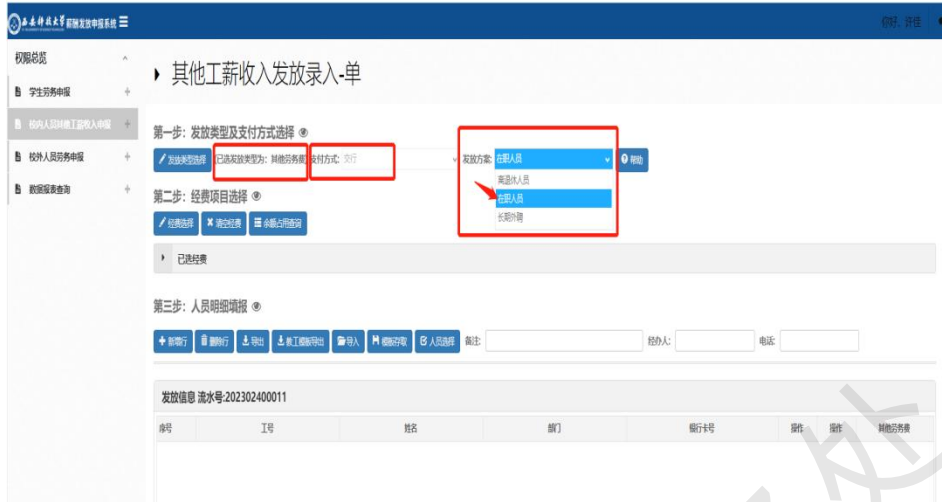 西安科技大学 薪酬发放申报系统
你好，许佳
权限总览
学生劳务申报
校内人员其他工薪收入申报
校外人员劳务申报
数据报表查询
其他工薪收入发放录入-单
第一步：发放类型及支付方式选择
发放类型选择 已选发放类型为：其他劳务费 支付方式：交行 发放方案：在职人员 帮助
离退休人员
在职人员
长期外聘
第二步：经费项目选择
经费选择 清空经费 余额占用查询
已选经费
第三步：人员明细填报
新增行 删除行 导出 教工模版导出 导入 模版存取 人员选择 备注： 经办人： 电话：
发放信息 流水号:202302400011
序号 工号 姓名 部门 银行卡号 操作 操作 其他劳务费
处